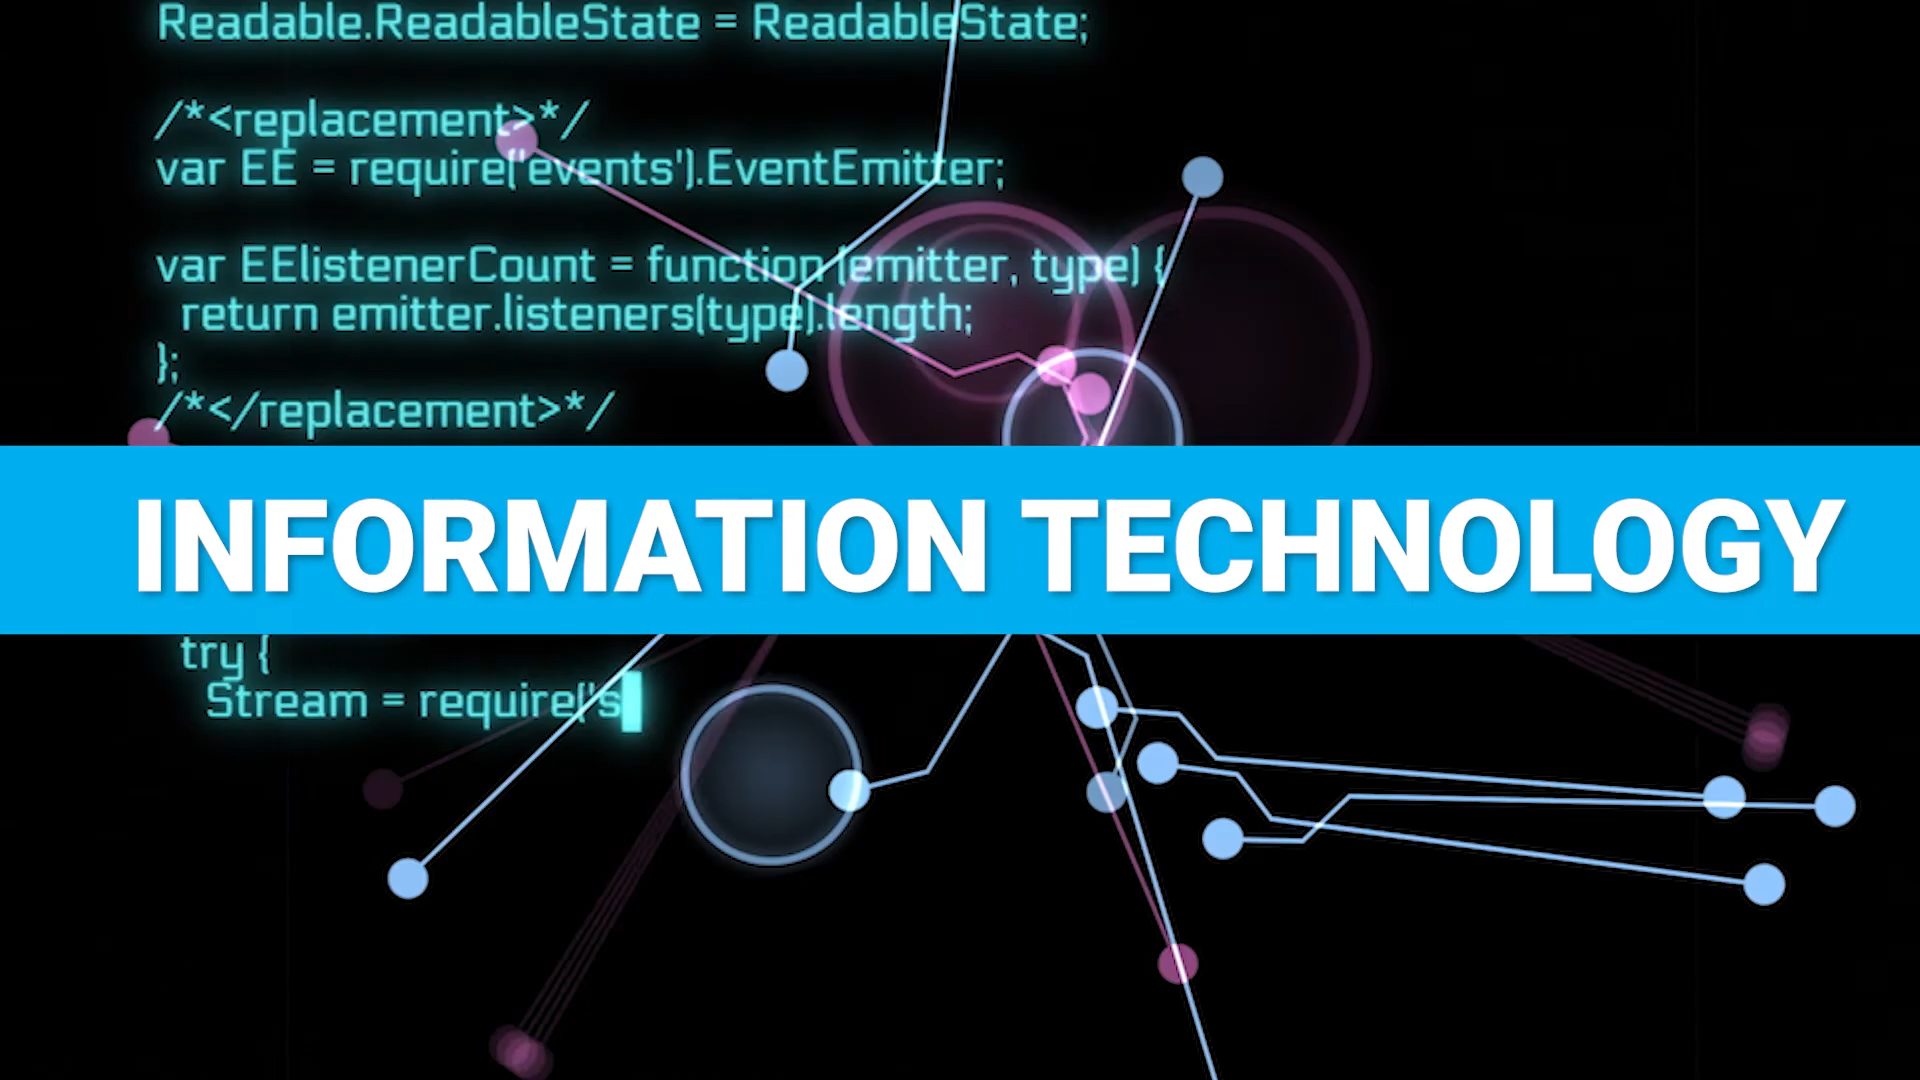 Readable.ReadableState = ReadableState;
/*<replacement>*/
var EE = require('events').EventEmitter;
var EElistenerCount = function (emitter, type) {
return emitter.listeners(type).length;
};
/*</replacement>*/
INFORMATION TECHNOLOGY
try {
Stream = require('s